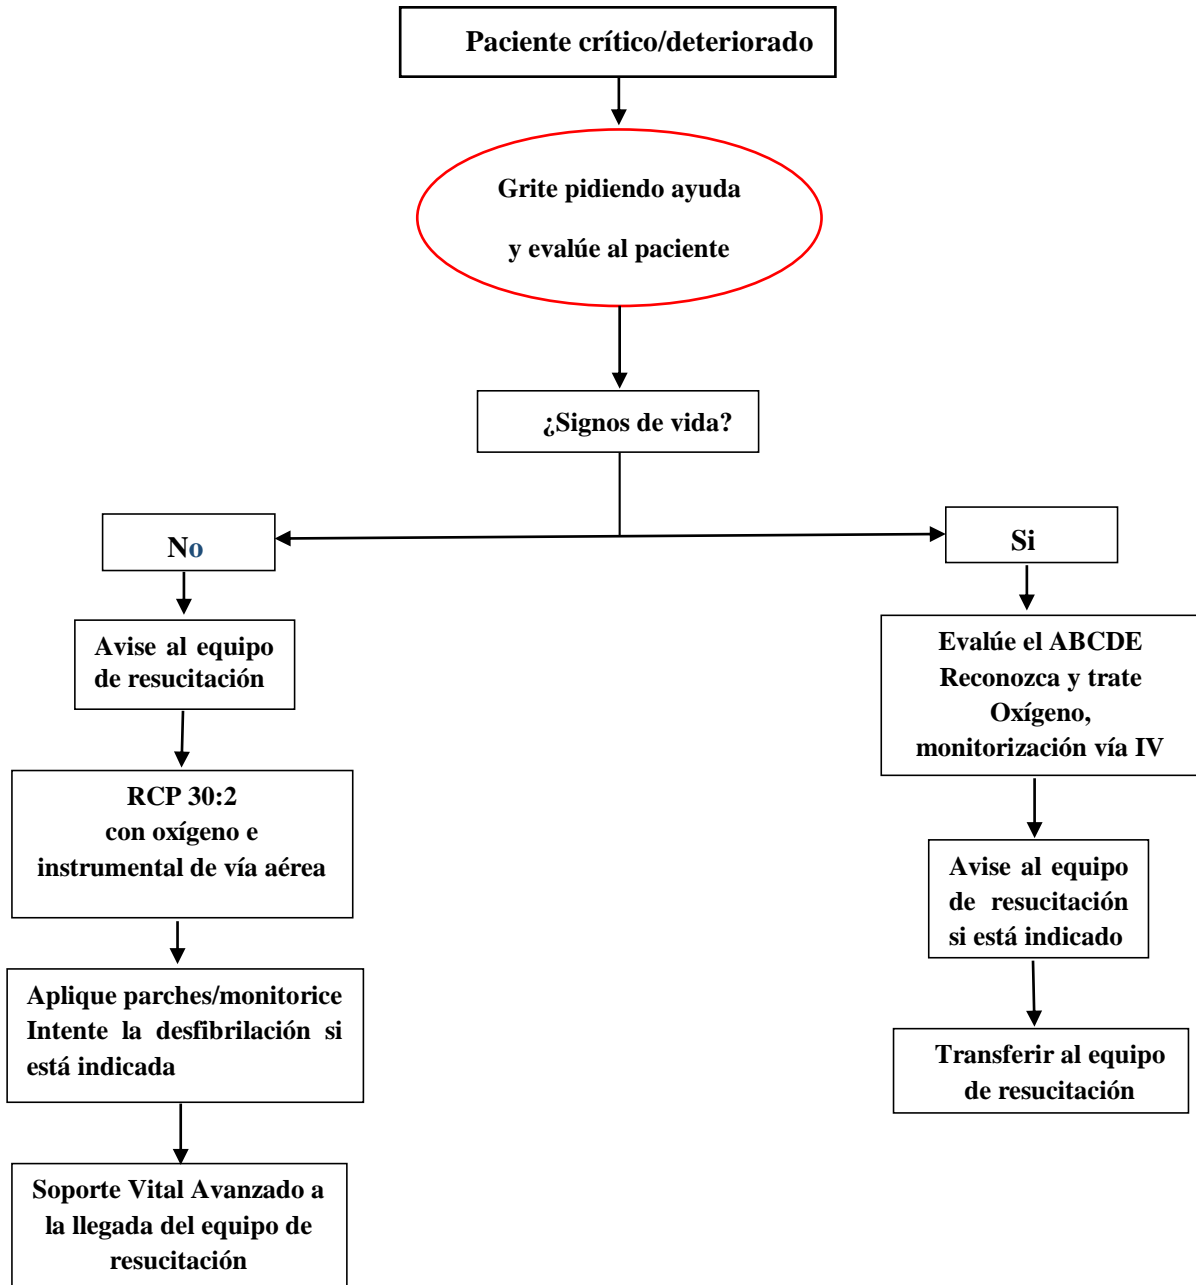 Paciente crítico/deteriorado
Grite pidiendo ayuda
y evalúe al paciente
¿Signos de vida?
No
Avise al equipo
de resucitación
RCP 30:2
con oxígeno e
instrumental de vía aérea
Aplique parches/monitorice
Intente la desfibrilación si
está indicada
Soporte Vital Avanzado a
la llegada del equipo de
resucitación
Si
Evalúe el ABCDE
Reconozca y trate
Oxígeno,
monitorización vía IV
Avise al equipo
de resucitación
si está indicado
Transferir al equipo
de resucitación